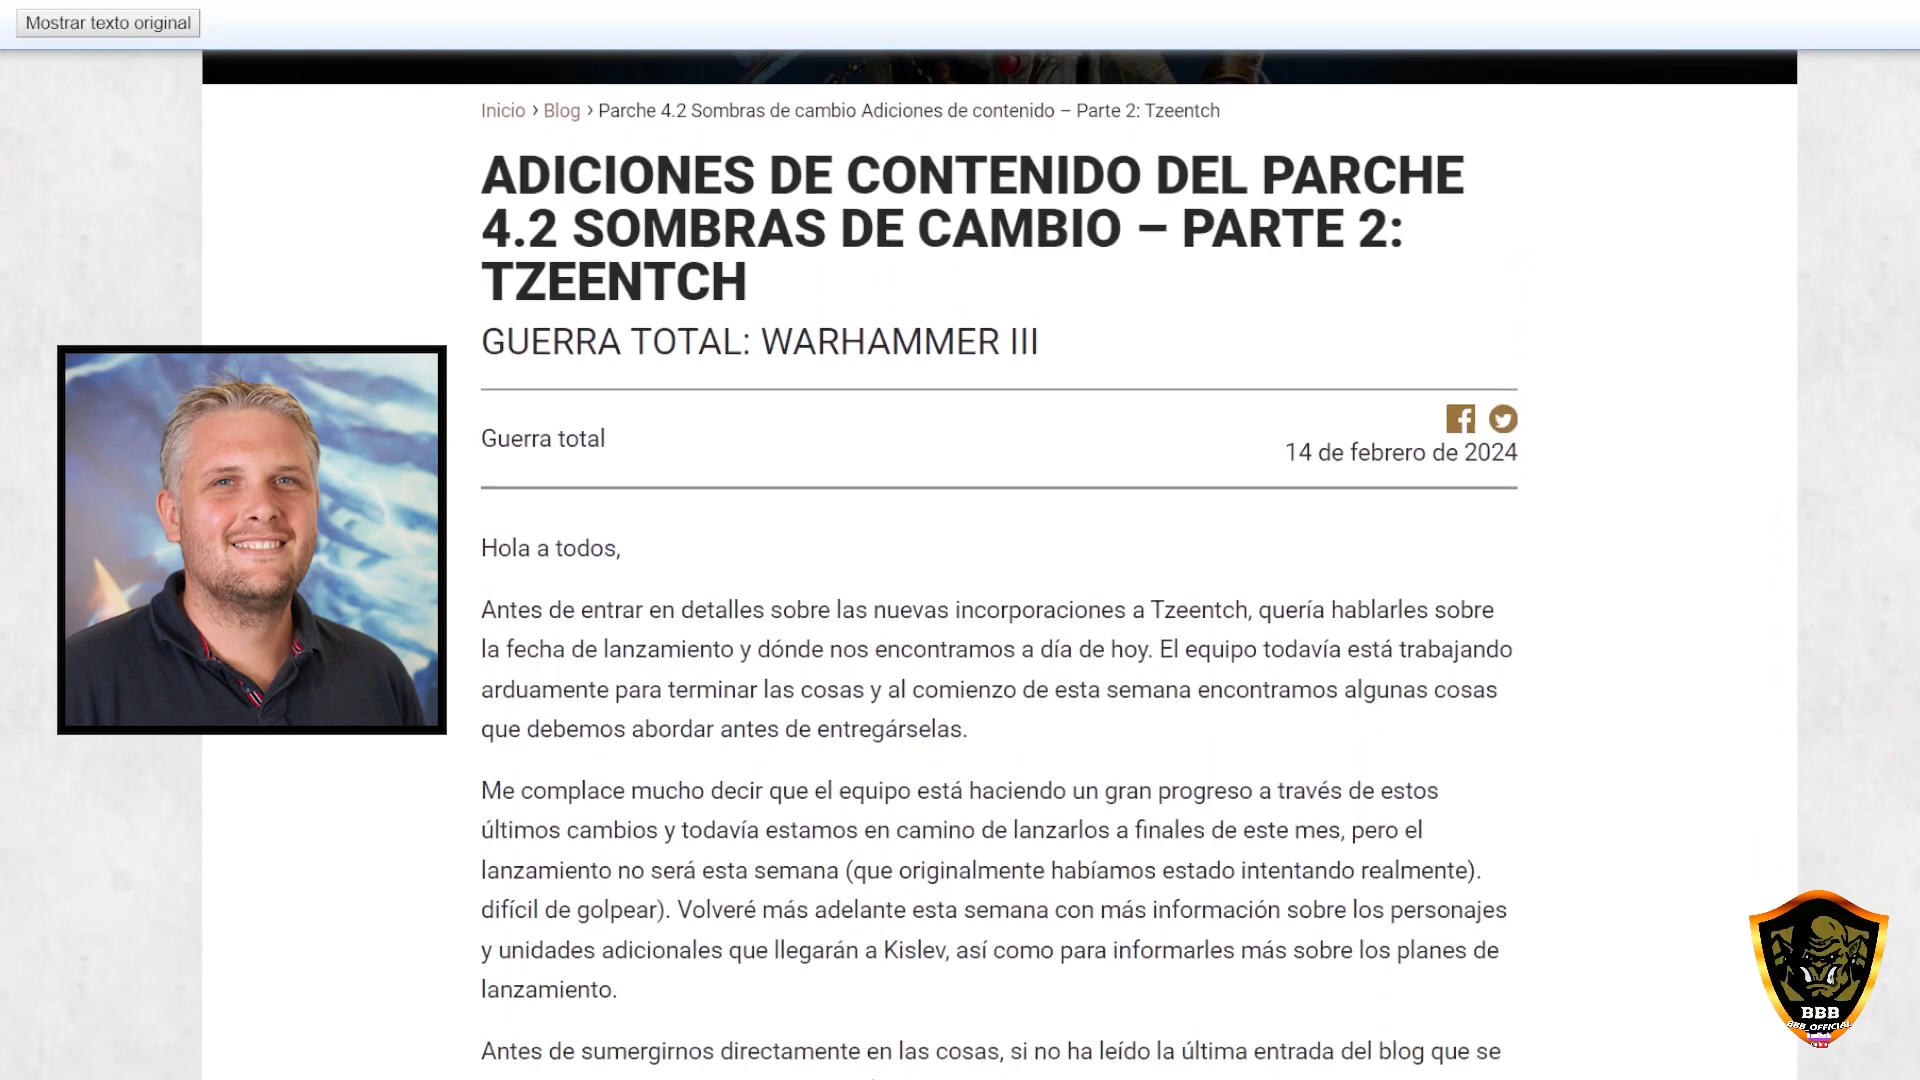 Mostrar texto original
Inicio › Blog › Parche 4.2 Sombras de cambio Adiciones de contenido – Parte 2: Tzeentch
ADICIONES DE CONTENIDO DEL PARCHE
4.2 SOMBRAS DE CAMBIO – PARTE 2:
TZEENTCH
GUERRA TOTAL: WARHAMMER III
Guerra total
14 de febrero de 2024
Hola a todos,
Antes de entrar en detalles sobre las nuevas incorporaciones a Tzeentch, quería hablarles sobre
la fecha de lanzamiento y dónde nos encontramos a día de hoy. El equipo todavía está trabajando
arduamente para terminar las cosas y al comienzo de esta semana encontramos algunas cosas
que debemos abordar antes de entregárselas.
Me complace mucho decir que el equipo está haciendo un gran progreso a través de estos
últimos cambios y todavía estamos en camino de lanzarlos a finales de este mes, pero el
lanzamiento no será esta semana (que originalmente habíamos estado intentando realmente).
difícil de golpear). Volveré más adelante esta semana con más información sobre los personajes
y unidades adicionales que llegarán a Kislev, así como para informarles más sobre los planes de
lanzamiento.
Antes de sumergirnos directamente en las cosas, si no ha leído la última entrada del blog que se
BBB
BBB_OFFICIAL